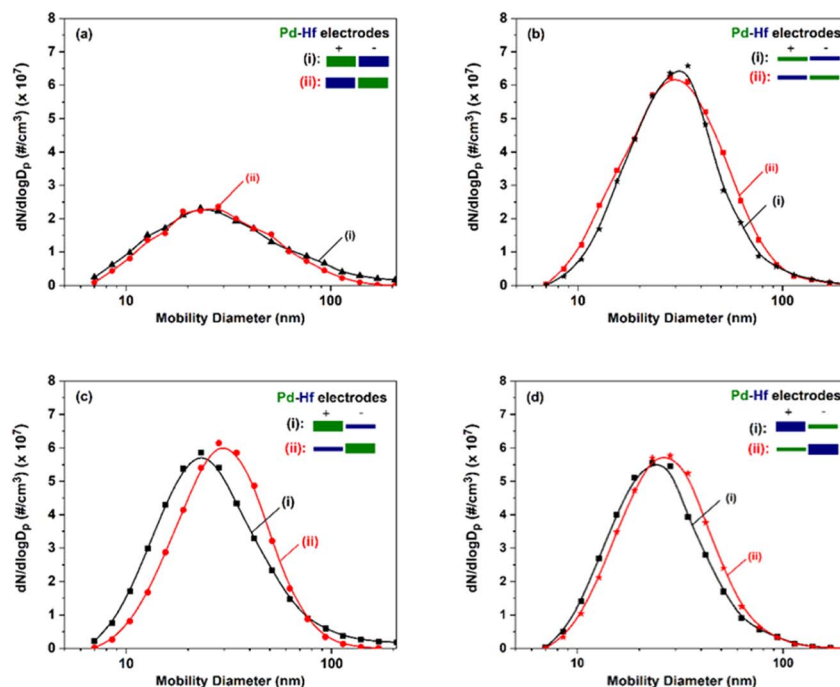 (a)
Pd-Hf electrodes
+ -
(i):
(ii):
8
7
6
5
4
3
2
1
0
dN/dlogDp (#/cm³) (x 10⁷)
(ii)
(i)
10 100
Mobility Diameter (nm)
(b)
Pd-Hf electrodes
+ -
(i):
(ii):
8
7
6
5
4
3
2
1
0
dN/dlogDp (#/cm³) (x 10⁷)
(ii)
(i)
10 100
Mobility Diameter (nm)
(c)
Pd-Hf electrodes
+ -
(i):
(ii):
8
7
6
5
4
3
2
1
0
dN/dlogDp (#/cm³) (x 10⁷)
(i)
(ii)
10 100
Mobility Diameter (nm)
(d)
Pd-Hf electrodes
+ -
(i):
(ii):
8
7
6
5
4
3
2
1
0
dN/dlogDp (#/cm³) (x 10⁷)
(i)
(ii)
10 100
Mobility Diameter (nm)